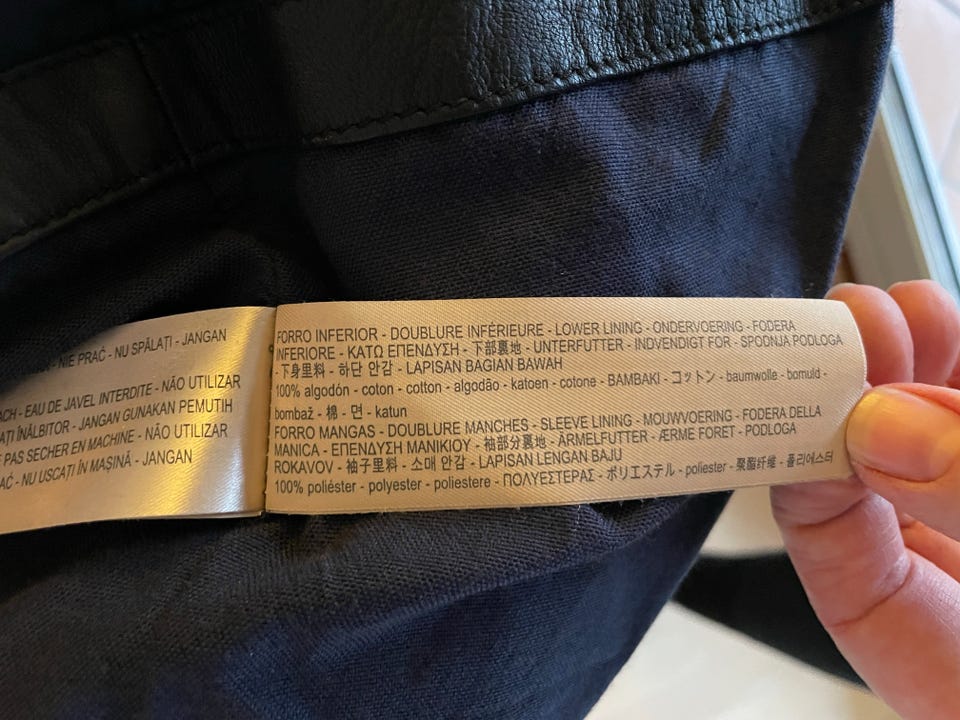 NIE PRAĆ - NU SPĂLAŢI - JANGAN
EAU DE JAVEL INTERDITE - NÃO UTILIZAR
ÎNĂLBITOR - JANGAN GUNAKAN PEMUTIH
PAS SECHER EN MACHINE - NÃO UTILIZAR
- NU USCAŢI ÎN MAŞINĂ - JANGAN
FORRO INFERIOR - DOUBLURE INFÉRIEURE - LOWER LINING - ONDERVOERING - FODERA
INFERIORE - ΚΑΤΩ ΕΠΕΝΔΥΣΗ - 下部裏地 - UNTERFUTTER - INDVENDIGT FOR - SPODNJA PODLOGA
- 下身里料 - 하단 안감 - LAPISAN BAGIAN BAWAH
100% algodón - coton - cotton - algodão - katoen - cotone - ΒΑΜΒΑΚΙ - コットン - baumwolle - bomuld -
bombaž - 棉 - 면 - katun
FORRO MANGAS - DOUBLURE MANCHES - SLEEVE LINING - MOUWVOERING - FODERA DELLA
MANICA - ΕΠΕΝΔΥΣΗ ΜΑΝΙΚΙΟΥ - 袖部分裏地 - ÄRMELFUTTER - ÆRME FORET - PODLOGA
ROKAVOV - 袖子里料 - 소매 안감 - LAPISAN LENGAN BAJU
100% poliéster - polyester - poliestere - ΠΟΛΥΕΣΤΕΡΑΣ - ポリエステル - poliester - 聚酯纤维 - 폴리에스터